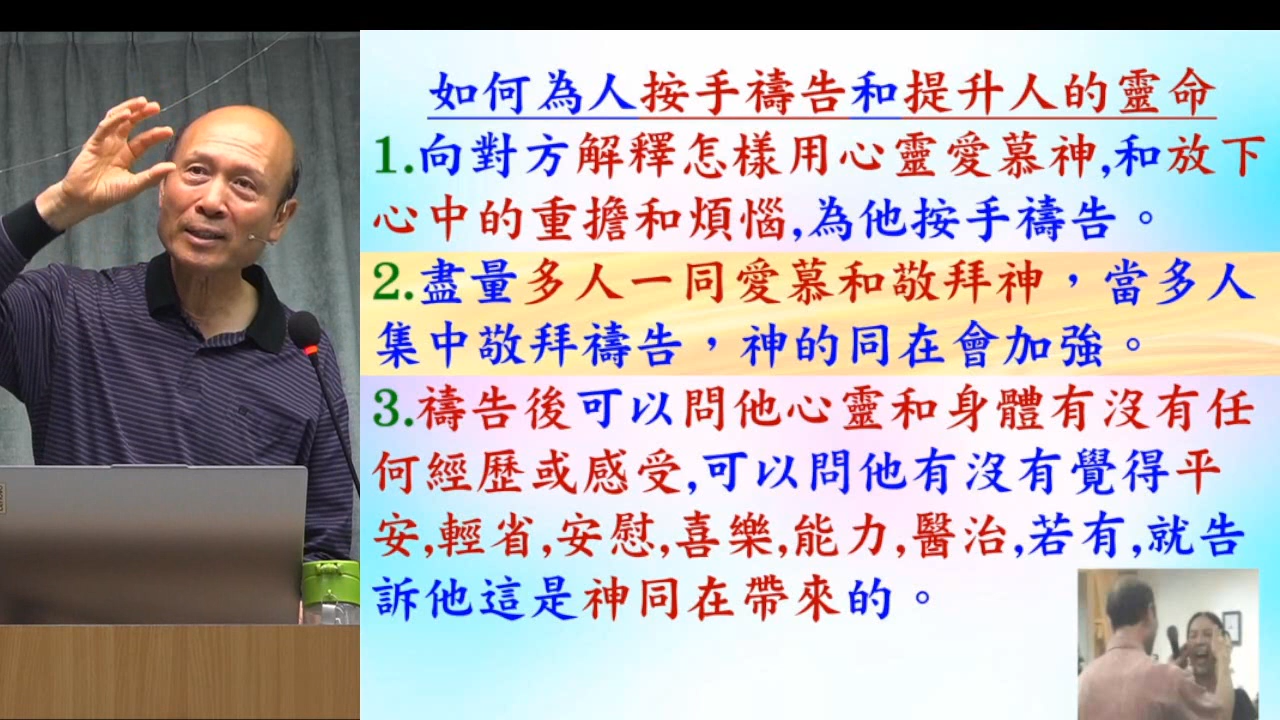 如何為人按手禱告和提升人的靈命
1.向對方解釋怎樣用心靈愛慕神,和放下
心中的重擔和煩惱,為他按手禱告。
2.盡量多人一同愛慕和敬拜神，當多人
集中敬拜禱告，神的同在會加強。
3.禱告後可以問他心靈和身體有沒有任
何經歷或感受,可以問他有沒有覺得平
安,輕省,安慰,喜樂,能力,醫治,若有,就告
訴他這是神同在帶來的。